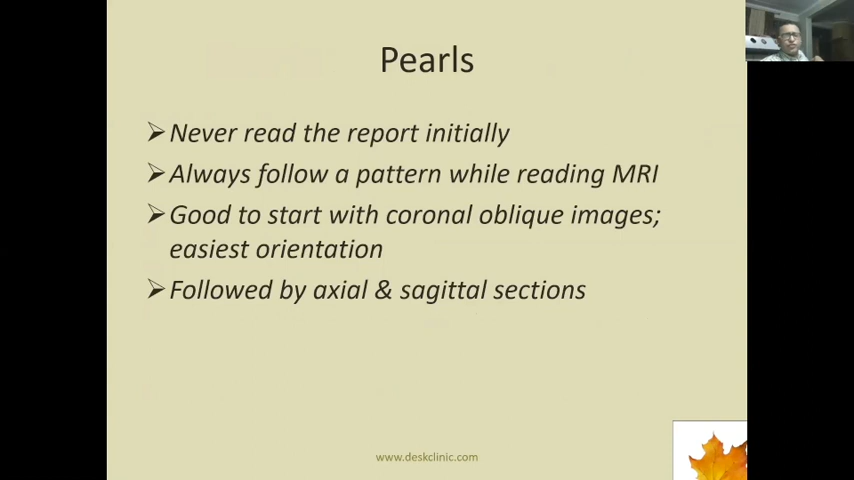 Pearls
➢Never read the report initially
➢Always follow a pattern while reading MRI
➢Good to start with coronal oblique images;
easiest orientation
➢Followed by axial & sagittal sections
www.deskclinic.com